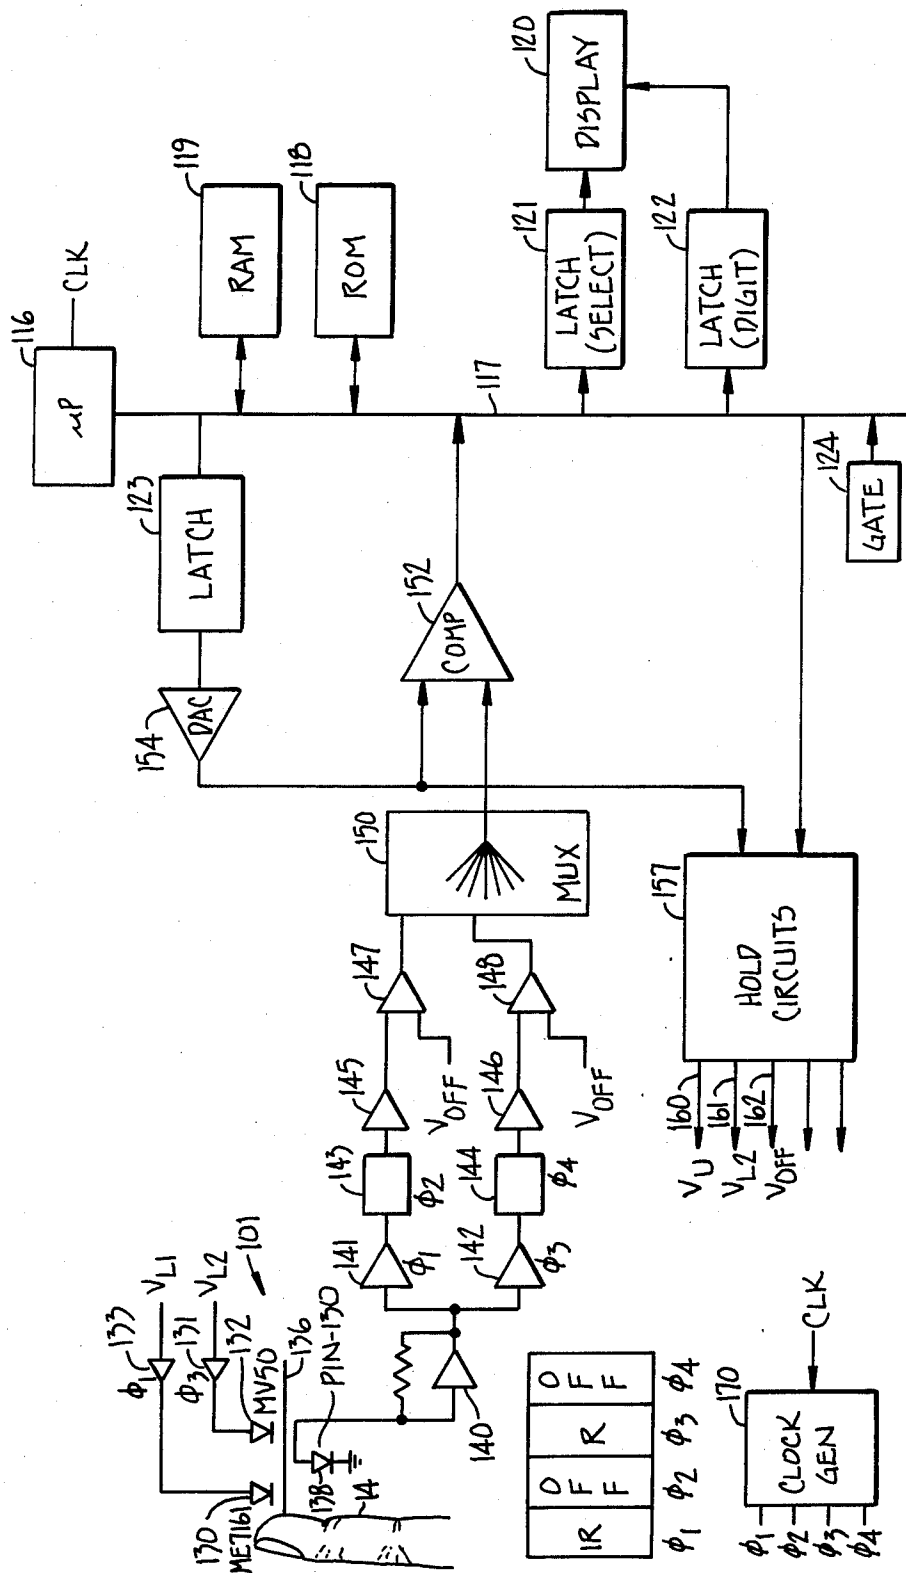 101
VL1
VL2
133
131
132
Φ1
Φ3
MV50
136
130
ME7161
PIN-130
138
14
140
141
Φ1
142
Φ3
143
Φ2
144
Φ4
145
146
147
148
VOFF
VOFF
150
MUX
154
DAC
123
LATCH
116
μP
CLK
119
RAM
118
ROM
152
COMP
117
121
LATCH
(SELECT)
122
LATCH
(DIGIT)
120
DISPLAY
124
GATE
157
HOLD
CIRCUITS
160
VU
161
VL2
162
VOFF
IR
OFF
R
OFF
Φ1 Φ2 Φ3 Φ4
170
CLOCK
GEN
CLK
Φ1
Φ2
Φ3
Φ4